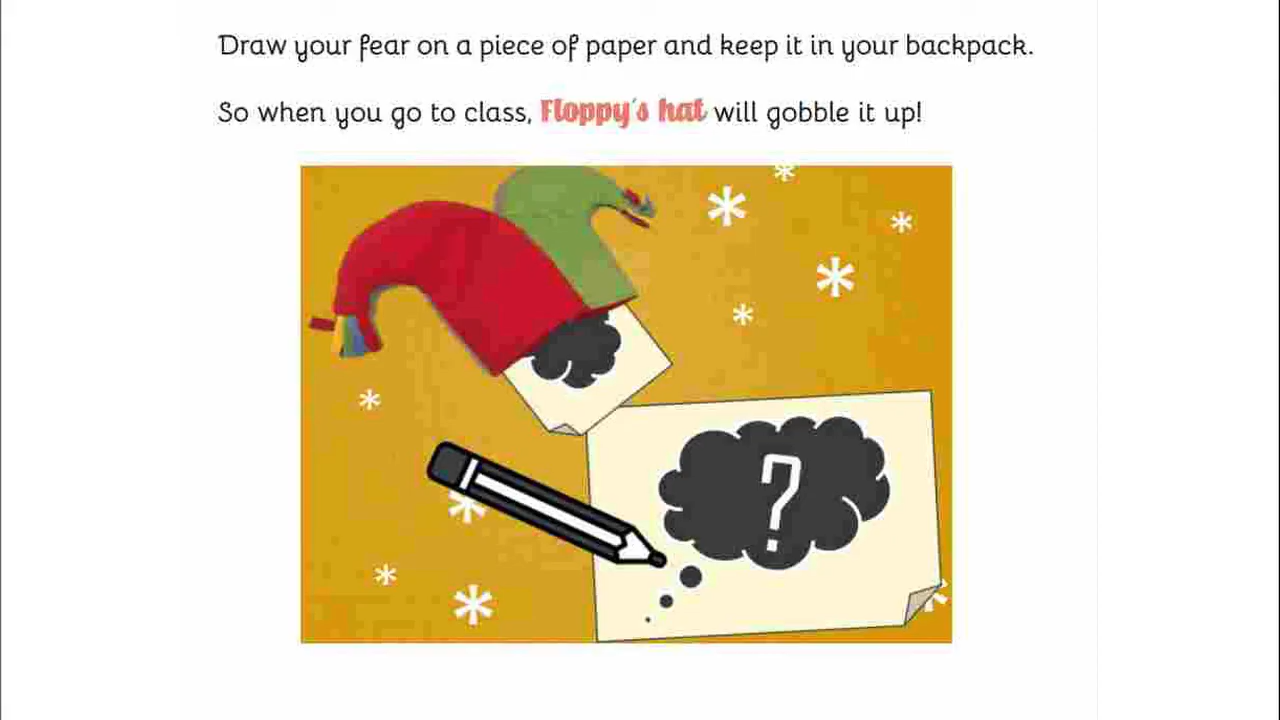 Draw your fear on a piece of paper and keep it in your backpack.
So when you go to class, Floppy's hat will gobble it up!
?